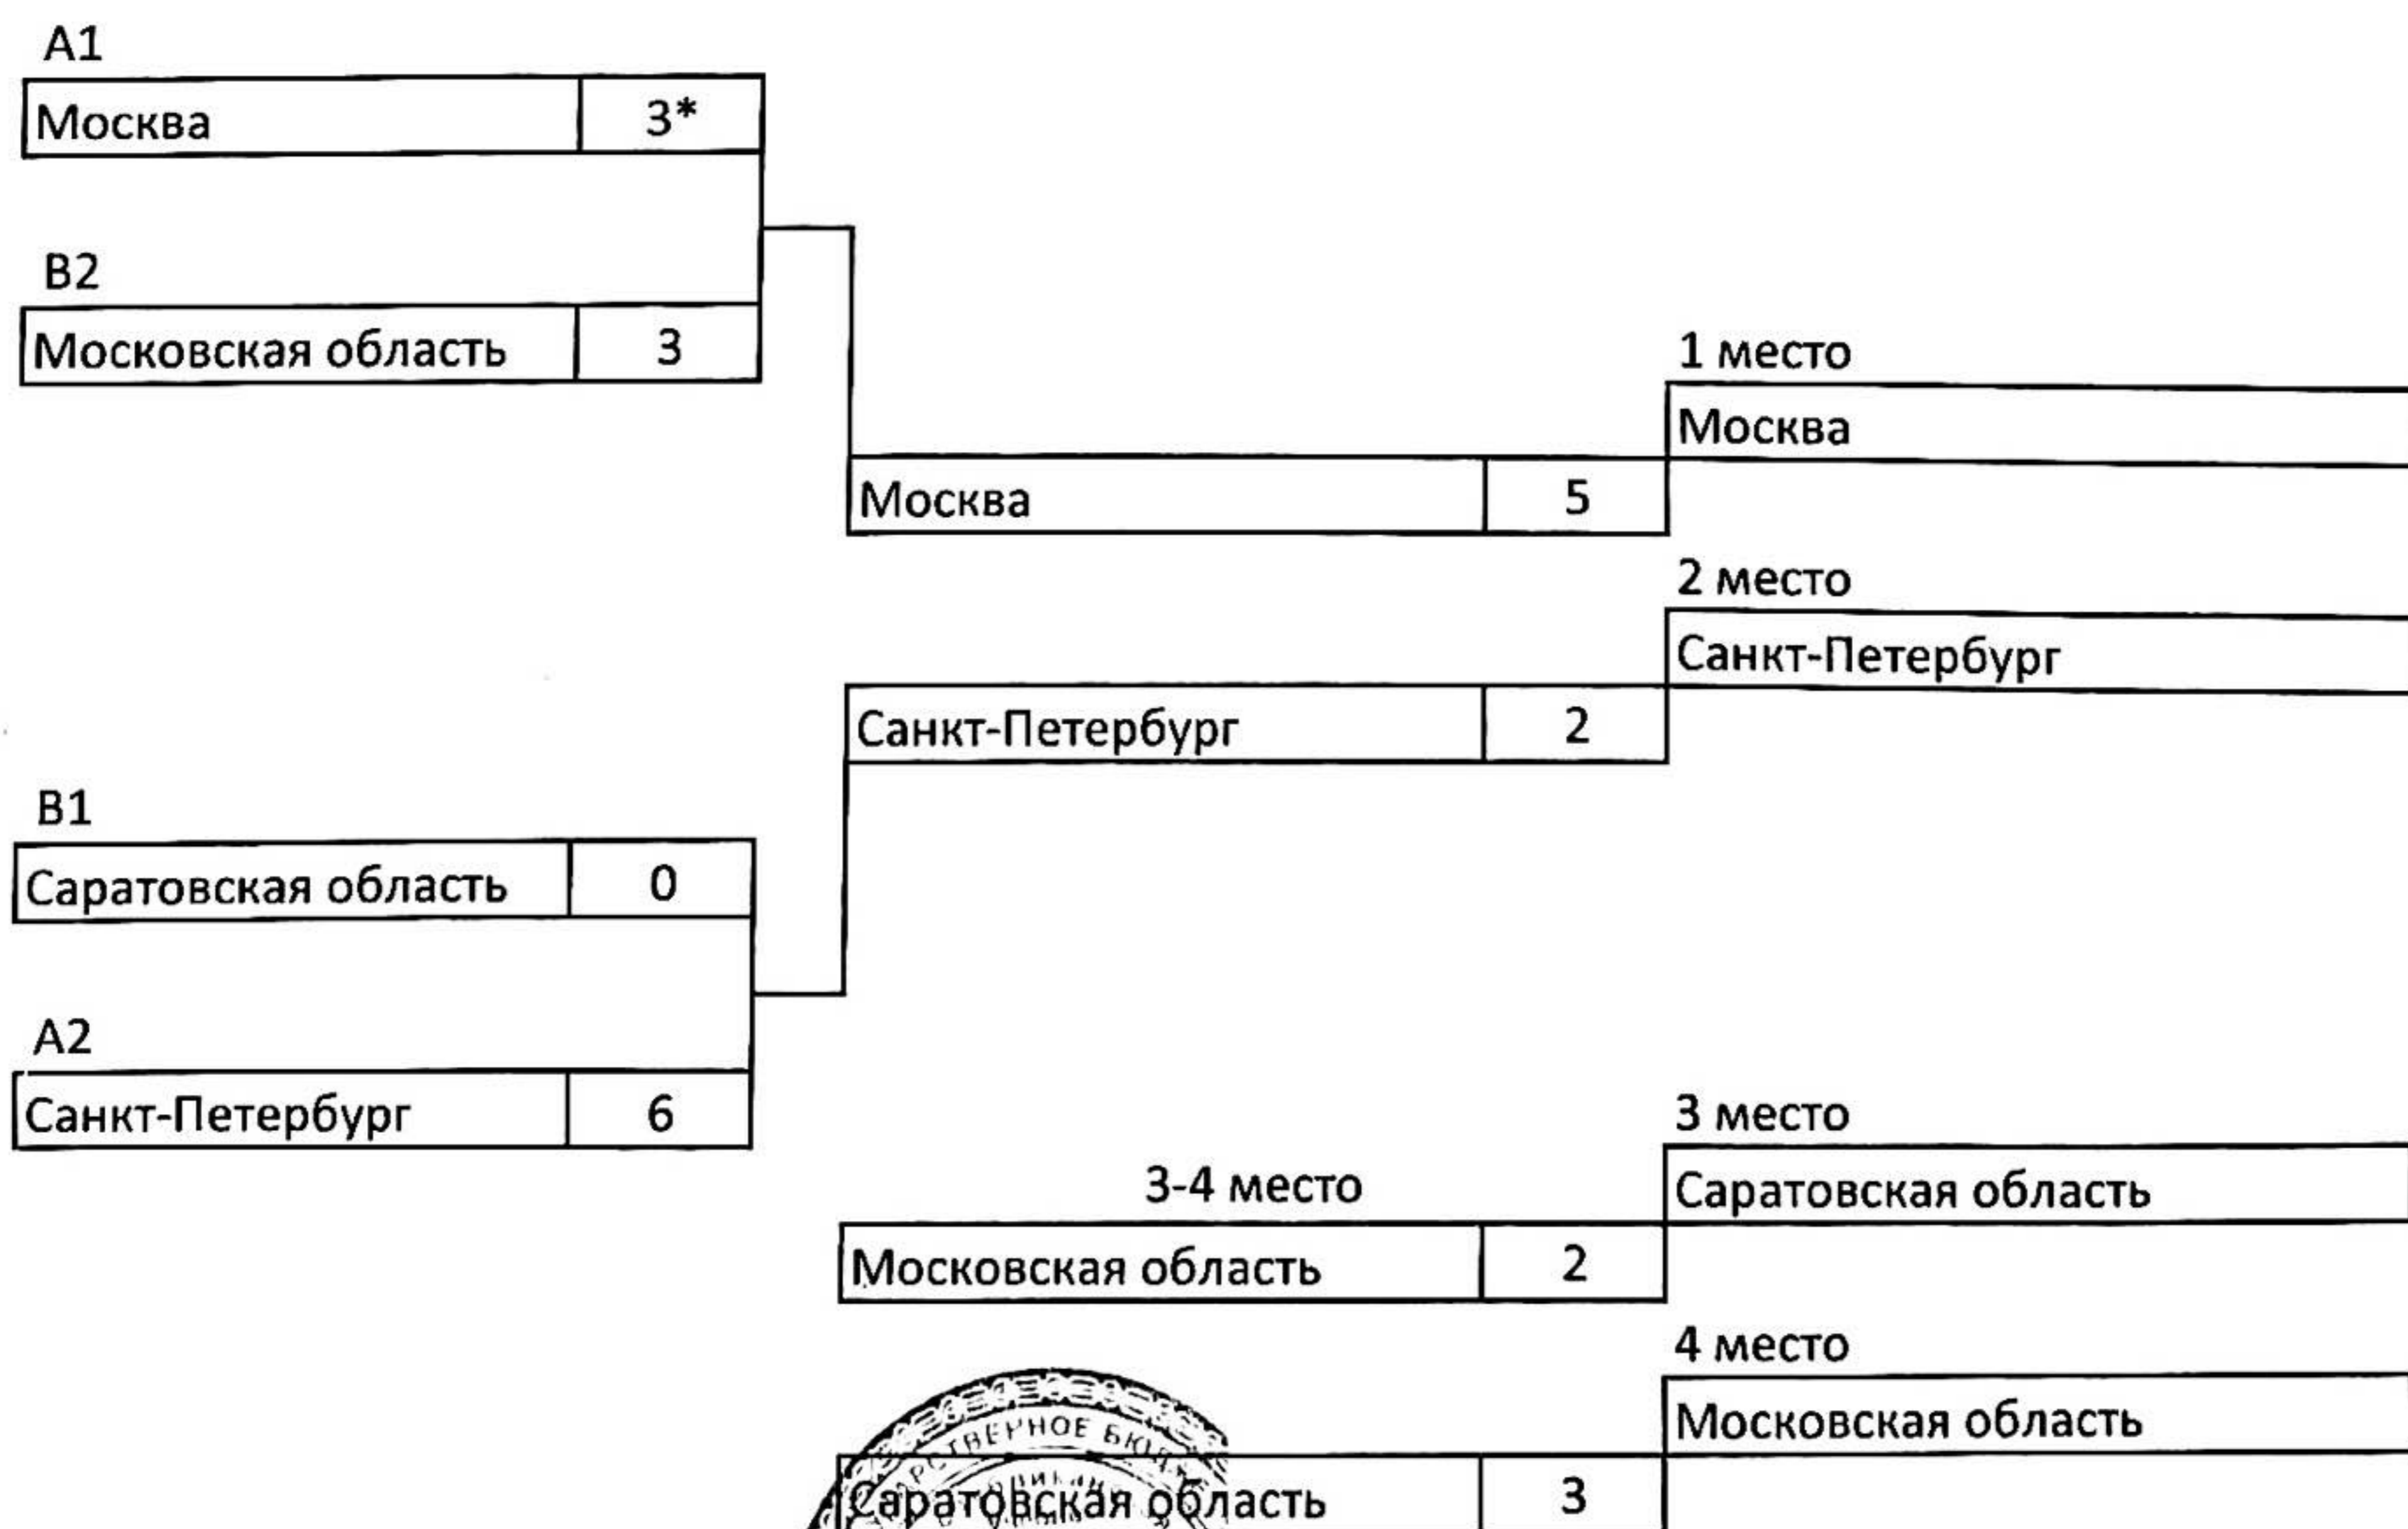 A1
Москва 3*
B2
Московская область 3
1 место
Москва
Москва 5
2 место
Санкт-Петербург
Санкт-Петербург 2
B1
Саратовская область 0
A2
Санкт-Петербург 6
3 место
3-4 место
Саратовская область
Московская область 2
4 место
Московская область
Саратовская область 3